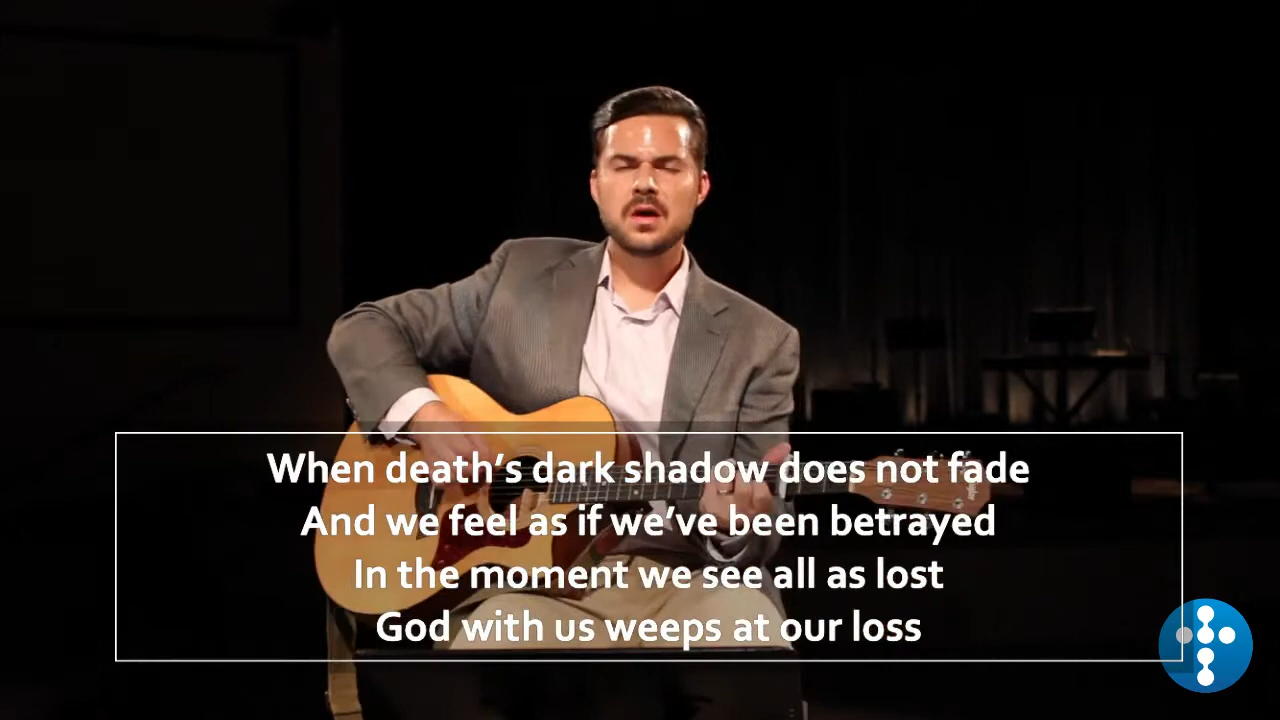 When death's dark shadow does not fade
And we feel as if we've been betrayed
In the moment we see all as lost
God with us weeps at our loss